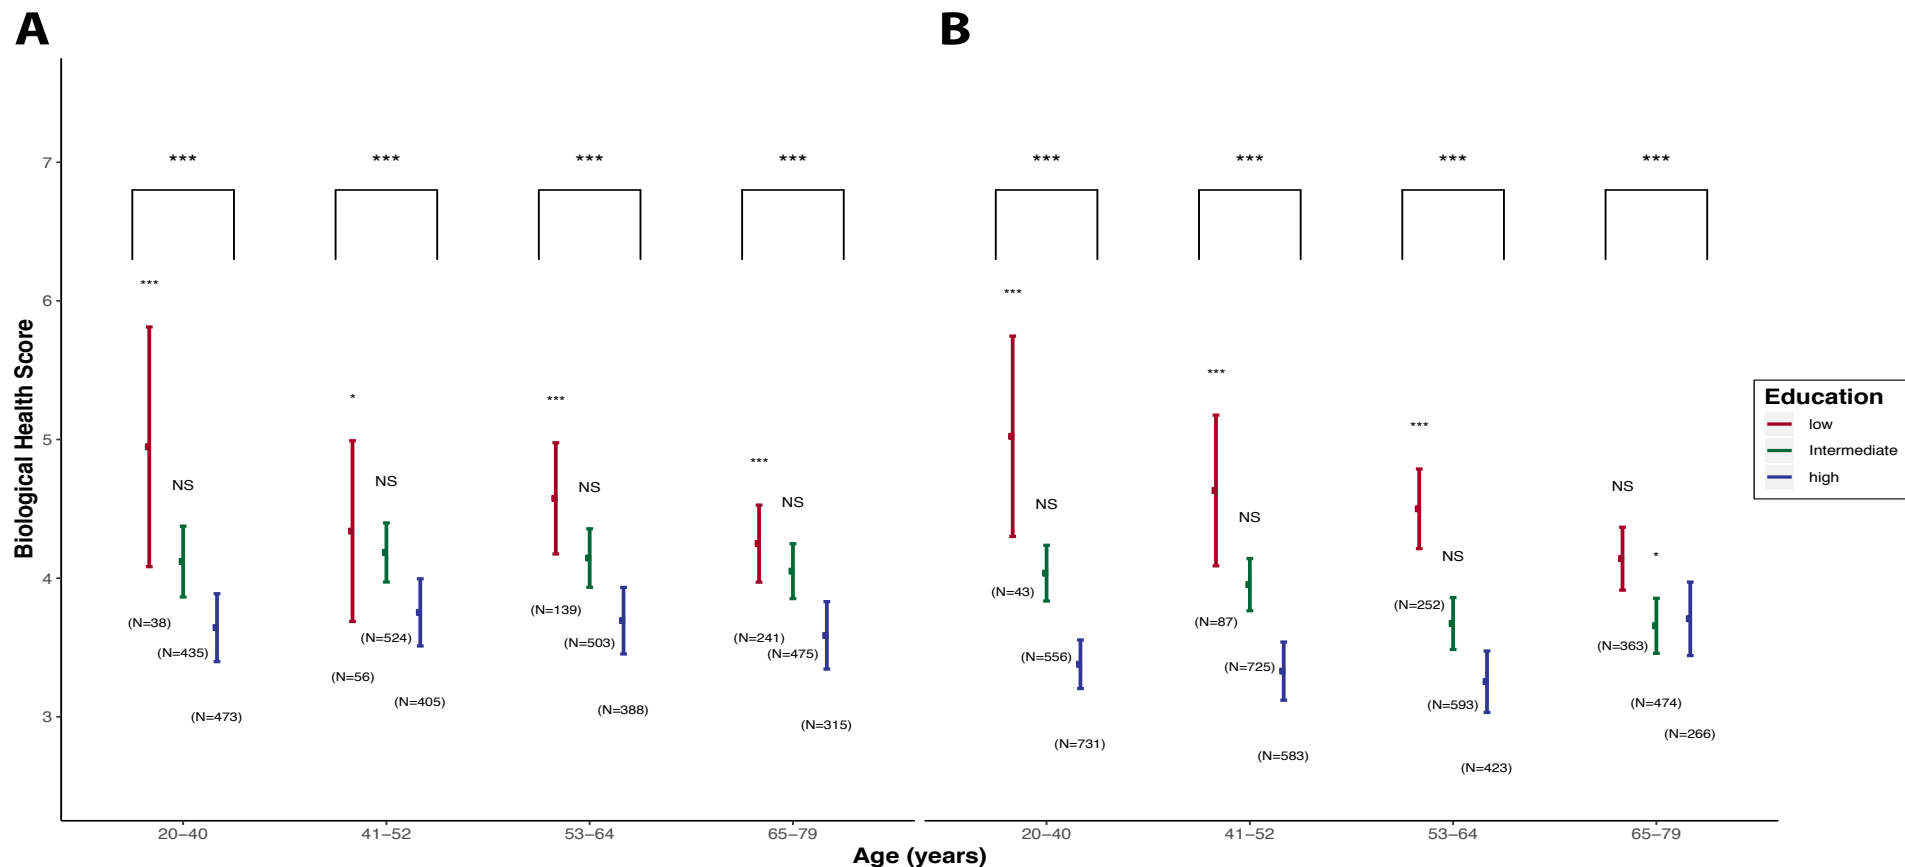 A
B
7
6
5
4
3
Biological Health Score
*** *** *** *** *** *** *** ***
***
NS
(N=38)
(N=435)
(N=473)
*
NS
(N=56)
(N=524)
(N=405)
***
NS
(N=139)
(N=503)
(N=388)
***
NS
(N=241)
(N=475)
(N=315)
***
NS
(N=43)
(N=556)
(N=731)
***
NS
(N=87)
(N=725)
(N=583)
***
NS
(N=252)
(N=593)
(N=423)
NS
*
(N=363)
(N=474)
(N=266)
20–40 41–52 53–64 65–79 20–40 41–52 53–64 65–79
Age (years)
Education
low
Intermediate
high